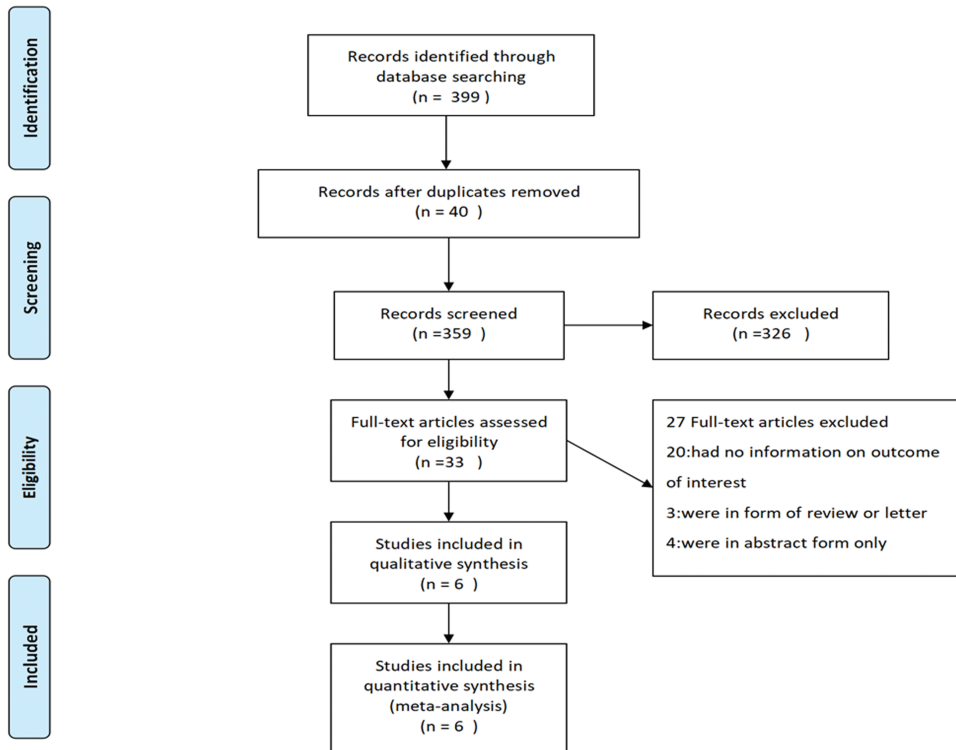 Identification
Records identified through
database searching
(n =  399 )
Records after duplicates removed
(n = 40  )
Screening
Records screened
(n =359  )
Records excluded
(n =326  )
Eligibility
Full-text articles assessed
for eligibility
(n =33  )
27 Full-text articles excluded
20:had no information on outcome
of interest
3:were in form of review or letter
4:were in abstract form only
Studies included in
qualitative synthesis
(n = 6  )
Included
Studies included in
quantitative synthesis
(meta-analysis)
(n = 6  )